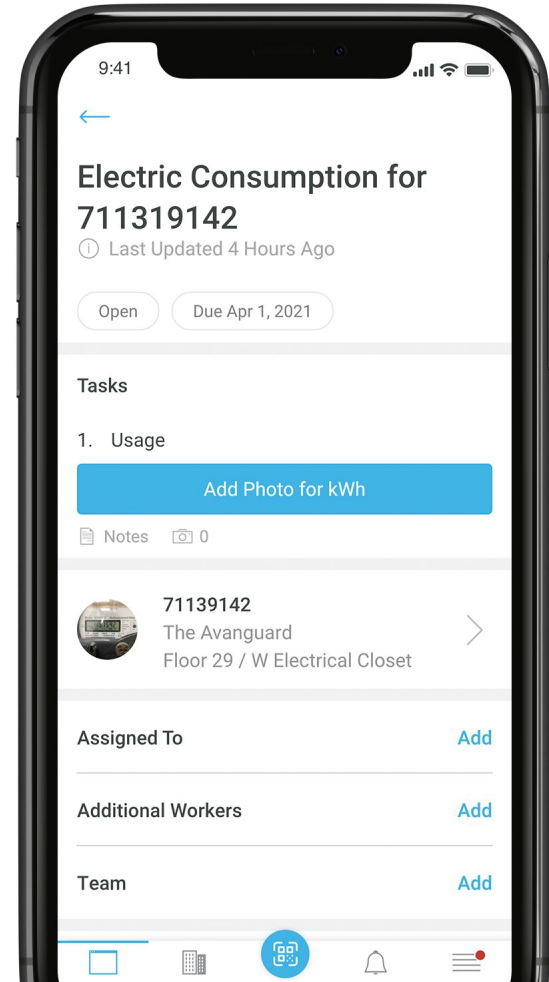 9:41
Electric Consumption for
711319142
Last Updated 4 Hours Ago
Open
Due Apr 1, 2021
Tasks
1. Usage
Add Photo for kWh
Notes
0
71139142
The Avanguard
Floor 29 / W Electrical Closet
Assigned To
Add
Additional Workers
Add
Team
Add